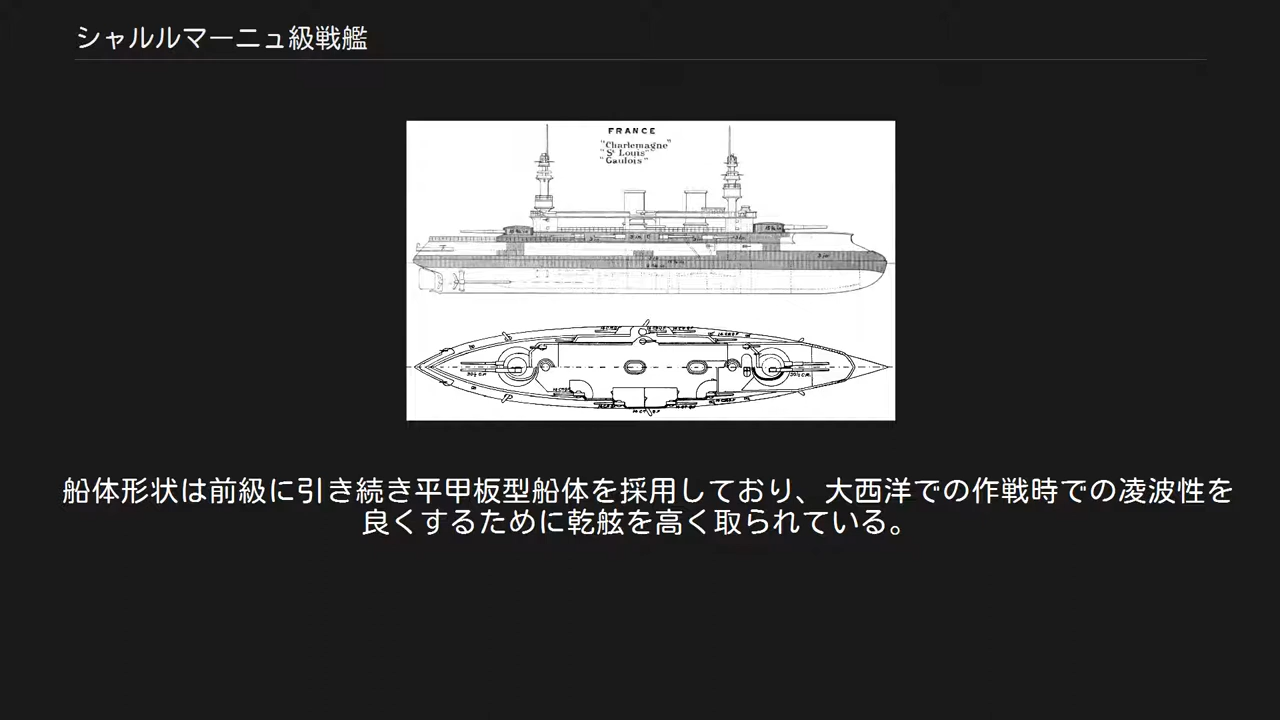 シャルルマーニュ級戦艦
FRANCE
"Charlemagne"
"St Louis"
"Gaulois"
船体形状は前級に引き続き平甲板型船体を採用しており、大西洋での作戦時での凌波性を
良くするために乾舷を高く取られている。